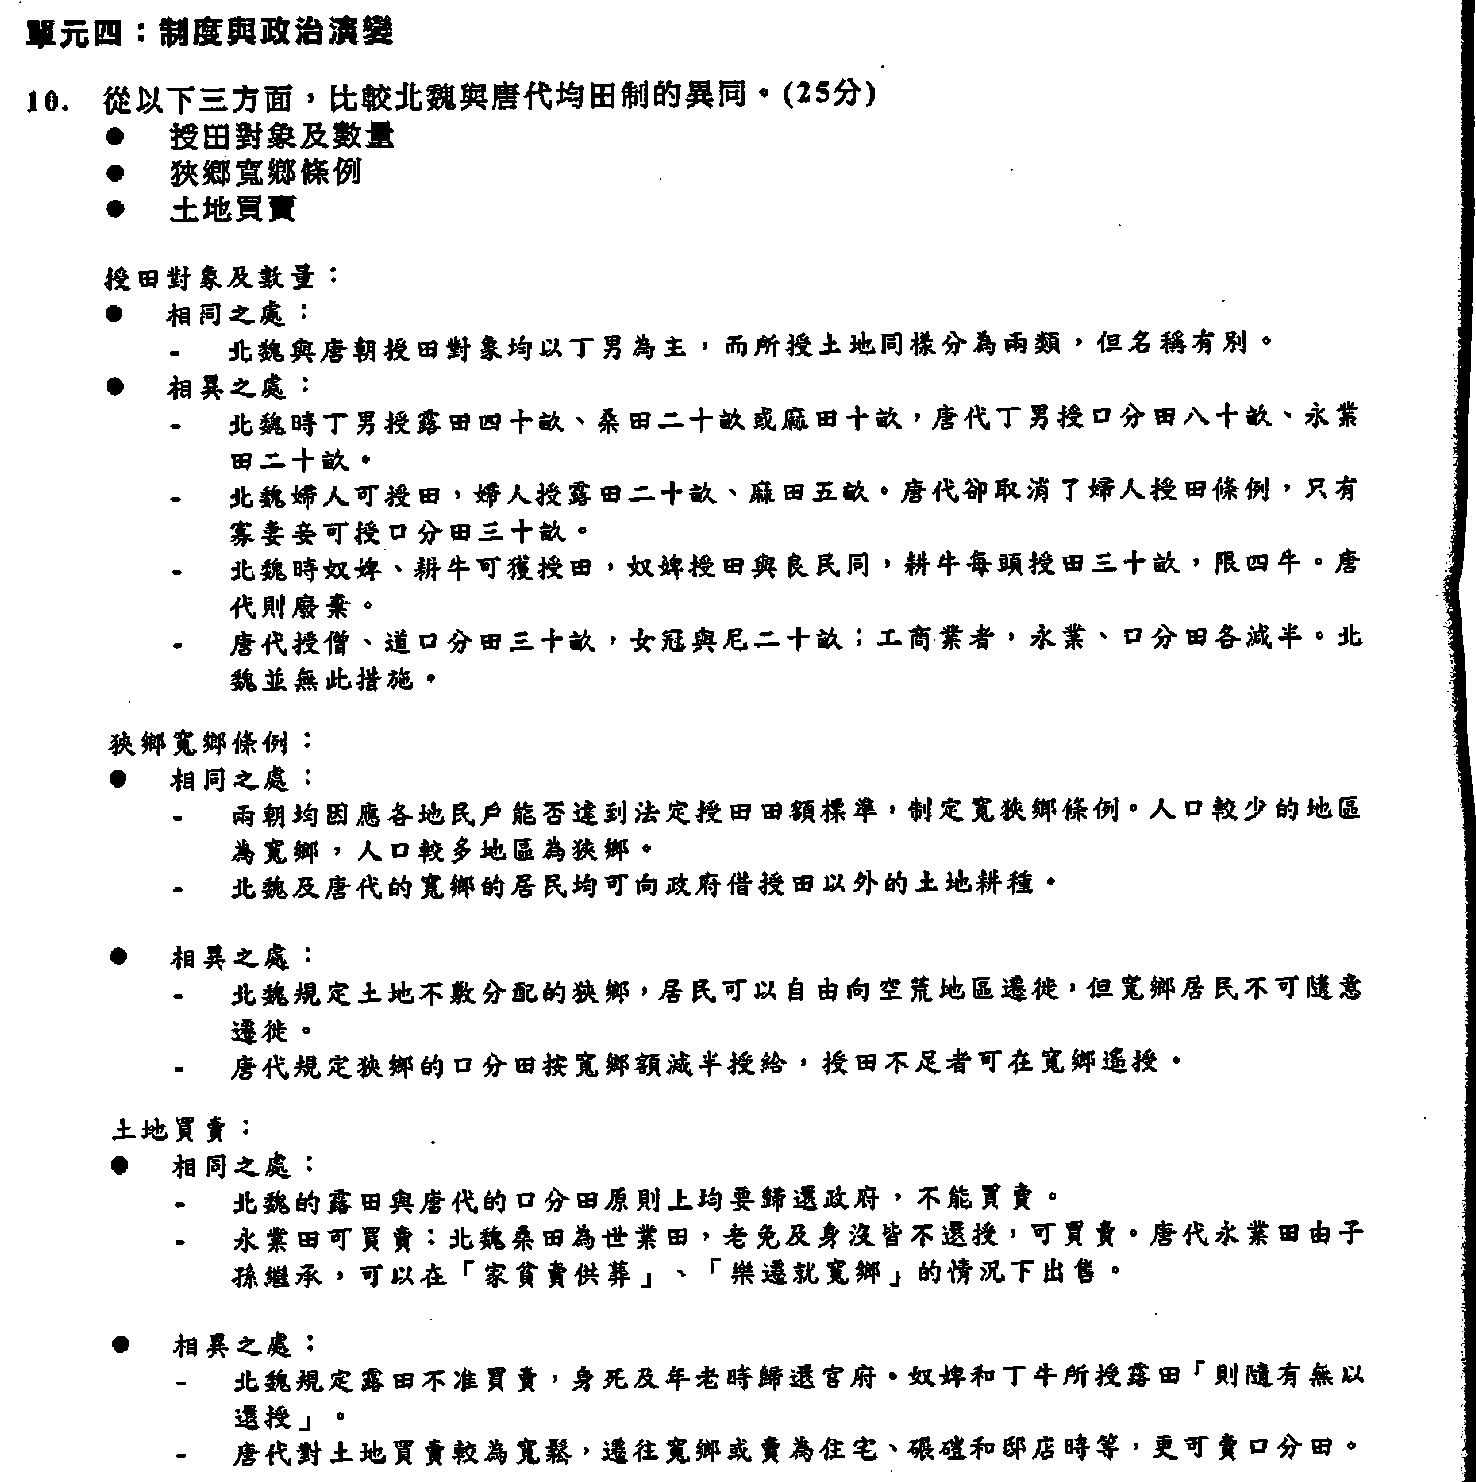 單元四：制度與政治演變
10. 從以下三方面，比較北魏與唐代均田制的異同。(25分)
● 授田對象及數量
● 狹鄉寬鄉條例
● 土地買賣
授田對象及數量：
● 相同之處：
- 北魏與唐朝授田對象均以丁男為主，而所授土地同樣分為兩類，但名稱有別。
● 相異之處：
- 北魏時丁男授露田四十畝、桑田二十畝或麻田十畝，唐代丁男授口分田八十畝、永業
田二十畝。
- 北魏婦人可授田，婦人授露田二十畝、麻田五畝。唐代卻取消了婦人授田條例，只有
寡妻妾可授口分田三十畝。
- 北魏時奴婢、耕牛可獲授田，奴婢授田與良民同，耕牛每頭授田三十畝，限四牛。唐
代則廢棄。
- 唐代授僧、道口分田三十畝，女冠與尼二十畝；工商業者，永業、口分田各減半。北
魏並無此措施。
狹鄉寬鄉條例：
● 相同之處：
- 兩朝均因應各地民戶能否達到法定授田田額標準，制定寬狹鄉條例。人口較少的地區
為寬鄉，人口較多地區為狹鄉。
- 北魏及唐代的寬鄉的居民均可向政府借授田以外的土地耕種。
● 相異之處：
- 北魏規定土地不敷分配的狹鄉，居民可以自由向空荒地區遷徙，但寬鄉居民不可隨意
遷徙。
- 唐代規定狹鄉的口分田按寬鄉額減半授給，授田不足者可在寬鄉遙授。
土地買賣：
● 相同之處：
- 北魏的露田與唐代的口分田原則上均要歸還政府，不能買賣。
- 永業田可買賣：北魏桑田為世業田，老免及身沒皆不還授，可買賣。唐代永業田由子
孫繼承，可以在「家貧賣供葬」、「樂遷就寬鄉」的情況下出售。
● 相異之處：
- 北魏規定露田不准買賣，身死及年老時歸還官府。奴婢和丁牛所授露田「則隨有無以
還授」。
- 唐代對土地買賣較為寬鬆，遷往寬鄉或賣為住宅、碾磑和邸店時等，更可賣口分田。